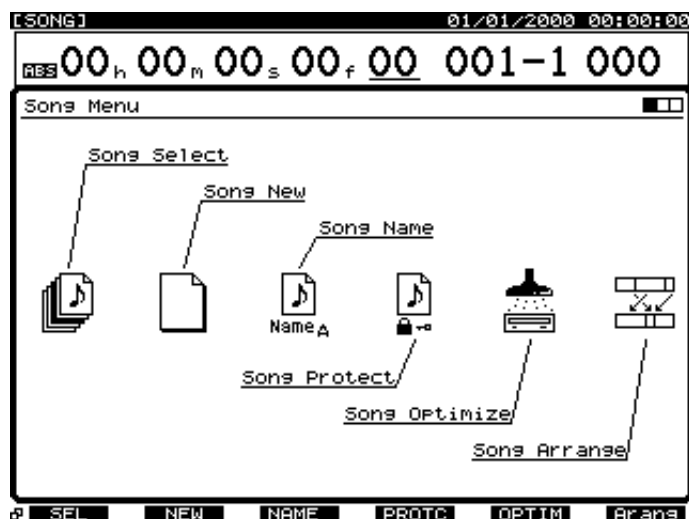 [SONG] 01/01/2000 00:00:00
ABS 00h 00m 00s 00f 00 001-1 000
Song Menu
Song Select
Song New
Song Name
Name A
Song Protect
Song Optimize
Song Arrange
SEL NEW NAME PROTC OPTIM Arang